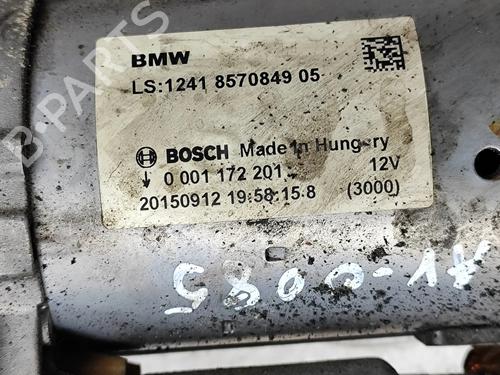 BMW
LS:1241 8570849 05
BOSCH Made in Hungary
0 001 172 201 12V
20150912 19:58:15.8 (3000)
AV-0085